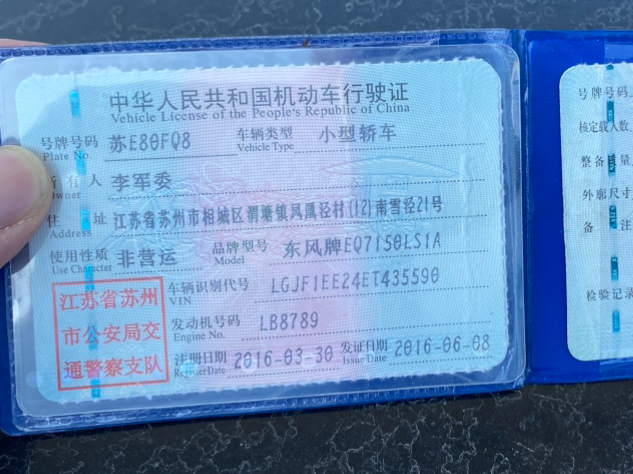 中华人民共和国机动车行驶证
Vehicle License of the People's Republic of China
号牌号码 苏E80FQ8 车辆类型 小型轿车
Plate No. Vehicle Type
所有人 李军委
Owner
住址 江苏省苏州市相城区渭塘镇凤凰泾村(12)南雪泾21号
Address
使用性质 非营运 品牌型号 东风牌EQ7150LS1A
Use Character Model
江苏省苏州
市公安局交
通警察支队
车辆识别代号 LGJF1EE24ET435590
VIN
发动机号码 LB8789
Engine No.
注册日期 2016-03-30 发证日期 2016-06-08
Register Date Issue Date
号牌号码
核定载人数
整备质量
外廓尺寸
备注
检验记录